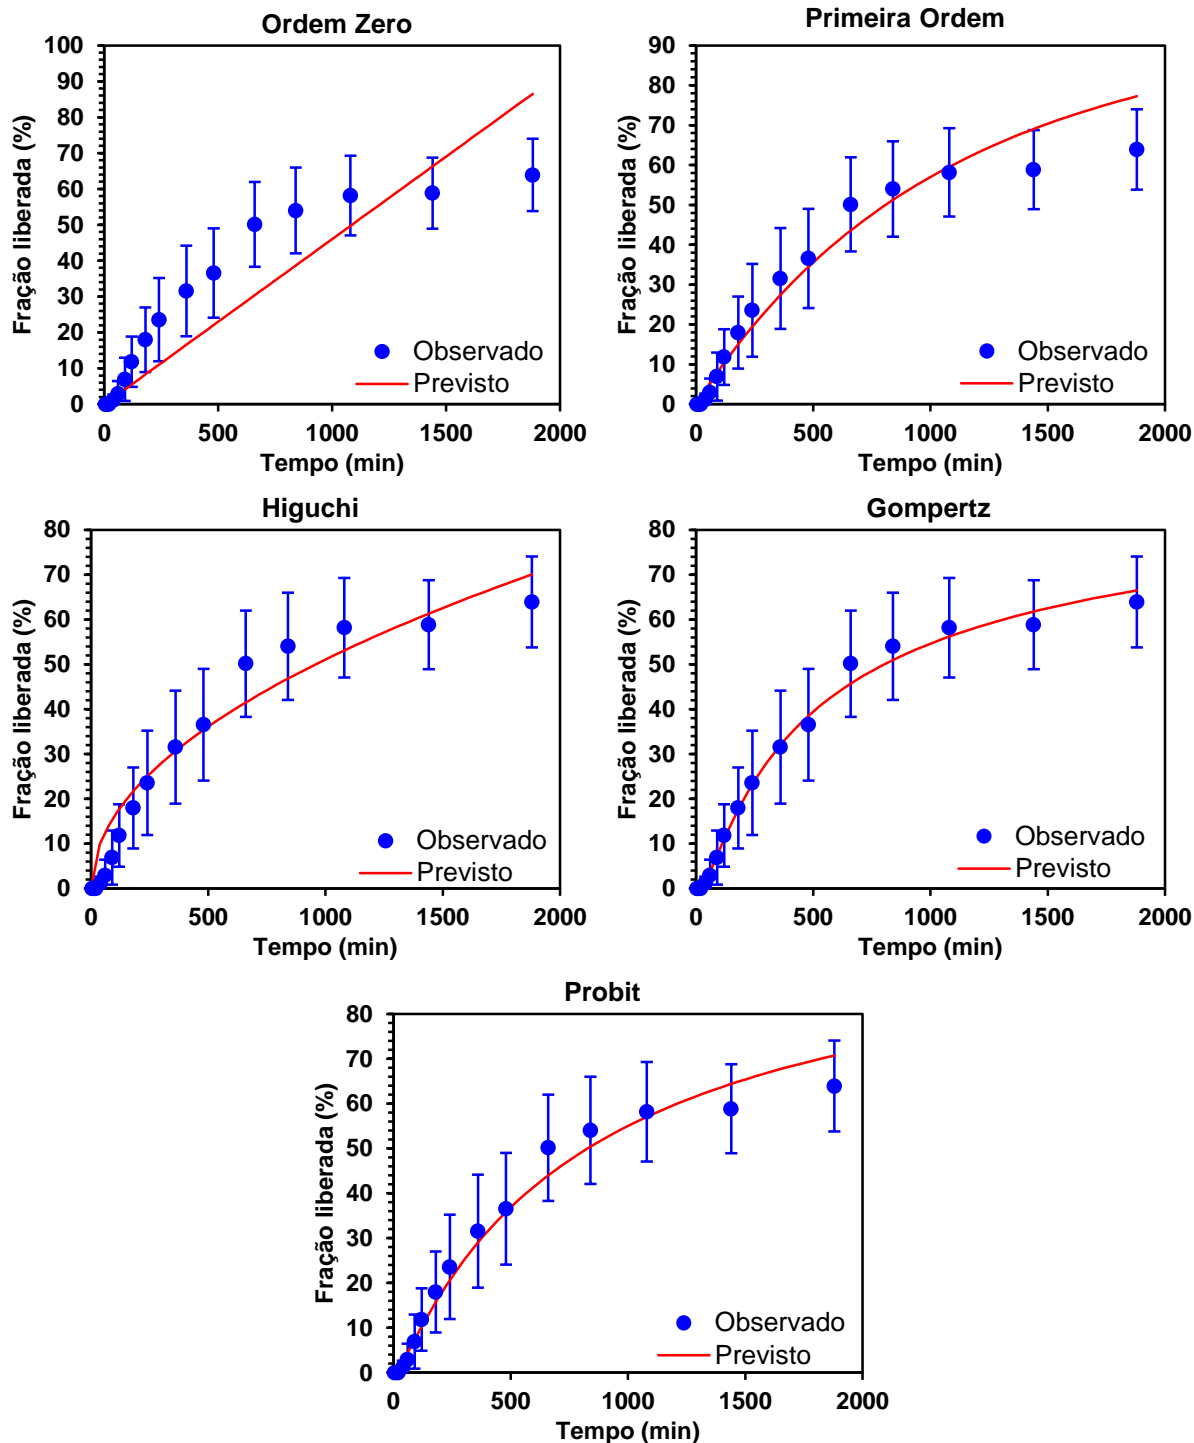 Ordem Zero
100
90
80
70
60
50
40
30
20
10
0
Fração liberada (%)
Observado
Previsto
0 500 1000 1500 2000
Tempo (min)
Primeira Ordem
90
80
70
60
50
40
30
20
10
0
Fração liberada (%)
Observado
Previsto
0 500 1000 1500 2000
Tempo (min)
Higuchi
80
70
60
50
40
30
20
10
0
Fração liberada (%)
Observado
Previsto
0 500 1000 1500 2000
Tempo (min)
Gompertz
80
70
60
50
40
30
20
10
0
Fração liberada (%)
Observado
Previsto
0 500 1000 1500 2000
Tempo (min)
Probit
80
70
60
50
40
30
20
10
0
Fração liberada (%)
Observado
Previsto
0 500 1000 1500 2000
Tempo (min)